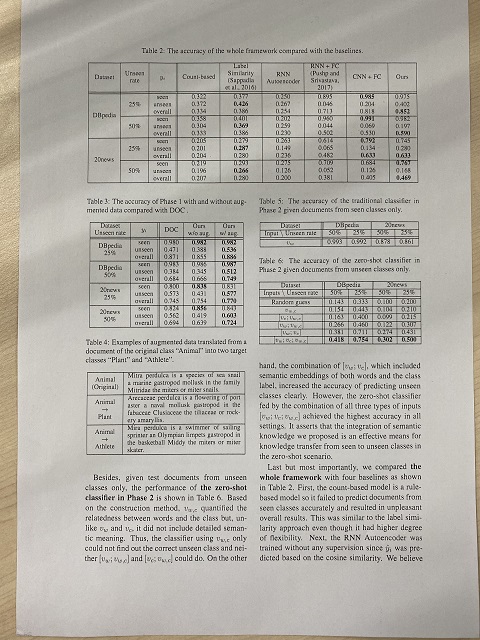 Table 2: The accuracy of the whole framework compared with the baselines.
Dataset Unseen rate y_i Count-based Label Similarity (Sappadla et al., 2016) RNN Autoencoder RNN + FC (Pushp and Srivastava, 2017) CNN + FC Ours
DBpedia 25% seen 0.322 0.377 0.250 0.895 0.985 0.975
unseen 0.372 0.426 0.267 0.046 0.204 0.402
overall 0.334 0.386 0.254 0.713 0.818 0.852
50% seen 0.358 0.401 0.202 0.960 0.991 0.982
unseen 0.304 0.369 0.259 0.044 0.069 0.197
overall 0.333 0.386 0.230 0.502 0.530 0.590
20news 25% seen 0.205 0.279 0.263 0.614 0.792 0.745
unseen 0.201 0.287 0.149 0.065 0.134 0.280
overall 0.204 0.280 0.236 0.482 0.633 0.633
50% seen 0.219 0.293 0.275 0.709 0.684 0.767
unseen 0.196 0.266 0.126 0.052 0.126 0.168
overall 0.207 0.280 0.200 0.381 0.405 0.469
Table 3: The accuracy of Phase 1 with and without aug-
mented data compared with DOC .
Dataset Unseen rate y_i DOC Ours w/o aug. Ours w/ aug.
DBpedia 25% seen 0.980 0.982 0.982
unseen 0.471 0.388 0.536
overall 0.871 0.855 0.886
DBpedia 50% seen 0.983 0.986 0.987
unseen 0.384 0.345 0.512
overall 0.684 0.666 0.749
20news 25% seen 0.800 0.838 0.831
unseen 0.573 0.431 0.577
overall 0.745 0.754 0.770
20news 50% seen 0.824 0.856 0.843
unseen 0.562 0.419 0.603
overall 0.694 0.639 0.724
Table 4: Examples of augmented data translated from a
document of the original class "Animal" into two target
classes "Plant" and "Athlete".
Animal (Original) Mitra perdulca is a species of sea snail
a marine gastropod mollusk in the family
Mitridae the miters or miter snails.
Animal → Plant Arecaceae perdulca is a flowering of port
aster a naval mollusk gastropod in the
fabaceae Clusiaceae the tiliaceae or rock-
ery amaryllis.
Animal → Athlete Mira perdulca is a swimmer of sailing
sprinter an Olympian limpets gastropod in
the basketball Middy the miters or miter
skater.
Besides, given test documents from unseen
classes only, the performance of the zero-shot
classifier in Phase 2 is shown in Table 6. Based
on the construction method, v_{w,c} quantified the
relatedness between words and the class but, un-
like v_w and v_c, it did not include detailed seman-
tic meaning. Thus, the classifier using v_{w,c} only
could not find out the correct unseen class and nei-
ther [v_w; v_{w,c}] and [v_c; v_{w,c}] could do. On the other
Table 5: The accuracy of the traditional classifier in
Phase 2 given documents from seen classes only.
Dataset DBpedia 20news
Input \ Unseen rate 50% 25% 50% 25%
v_w 0.993 0.992 0.878 0.861
Table 6: The accuracy of the zero-shot classifier in
Phase 2 given documents from unseen classes only.
Dataset DBpedia 20news
Inputs \ Unseen rate 50% 25% 50% 25%
Random guess 0.143 0.333 0.100 0.200
v_{w,c} 0.154 0.443 0.104 0.210
[v_c; v_{w,c}] 0.163 0.400 0.099 0.215
[v_w; v_{w,c}] 0.266 0.460 0.122 0.307
[v_w; v_c] 0.381 0.711 0.274 0.431
[v_w; v_c; v_{w,c}] 0.418 0.754 0.302 0.500
hand, the combination of [v_w; v_c], which included
semantic embeddings of both words and the class
label, increased the accuracy of predicting unseen
classes clearly. However, the zero-shot classifier
fed by the combination of all three types of inputs
[v_w; v_c; v_{w,c}] achieved the highest accuracy in all
settings. It asserts that the integration of semantic
knowledge we proposed is an effective means for
knowledge transfer from seen to unseen classes in
the zero-shot scenario.
Last but most importantly, we compared the
whole framework with four baselines as shown
in Table 2. First, the count-based model is a rule-
based model so it failed to predict documents from
seen classes accurately and resulted in unpleasant
overall results. This was similar to the label simi-
larity approach even though it had higher degree
of flexibility. Next, the RNN Autoencoder was
trained without any supervision since ŷ_i was pre-
dicted based on the cosine similarity. We believe